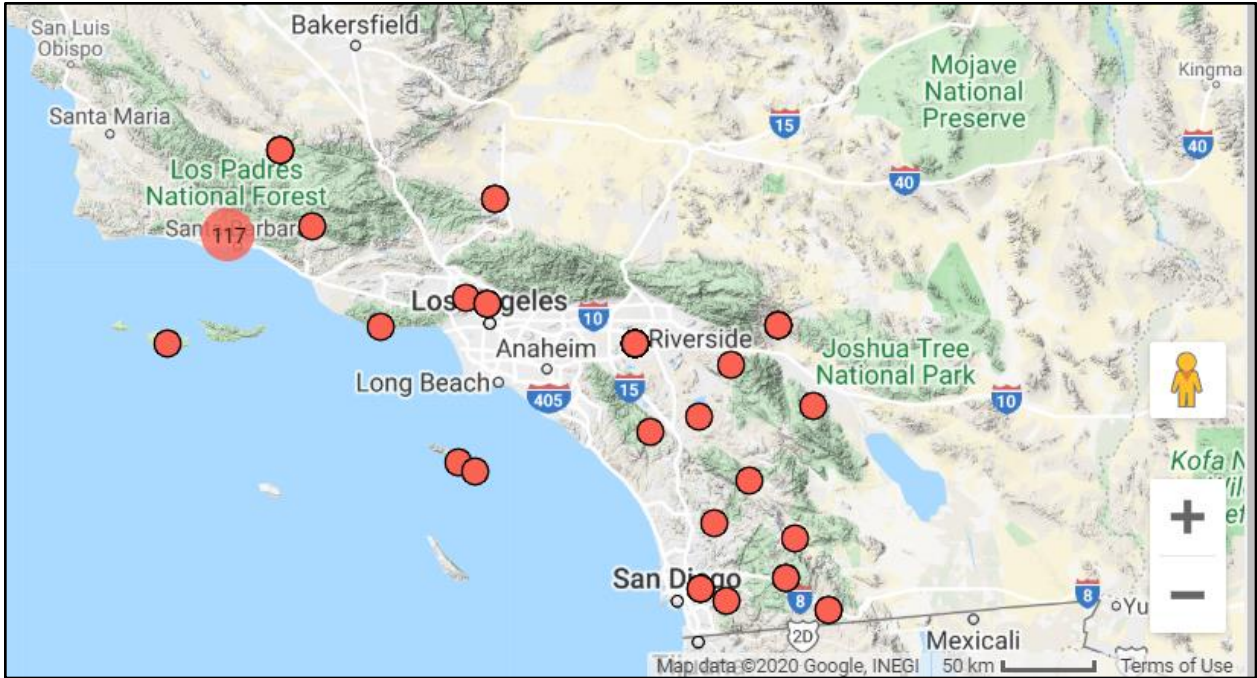 San Luis
Obispo
Bakersfield
Santa Maria
Mojave
National
Preserve
Kingma
15
40
40
Los Padres
National Forest
117
Los
geles
10
Riverside
Anaheim
Joshua Tree
National Park
Long Beach
405
15
10
Kofa N
San Diego
8
8
Yu
2D
Mexicali
Map data ©2020 Google, INEGI
50 km
Terms of Use